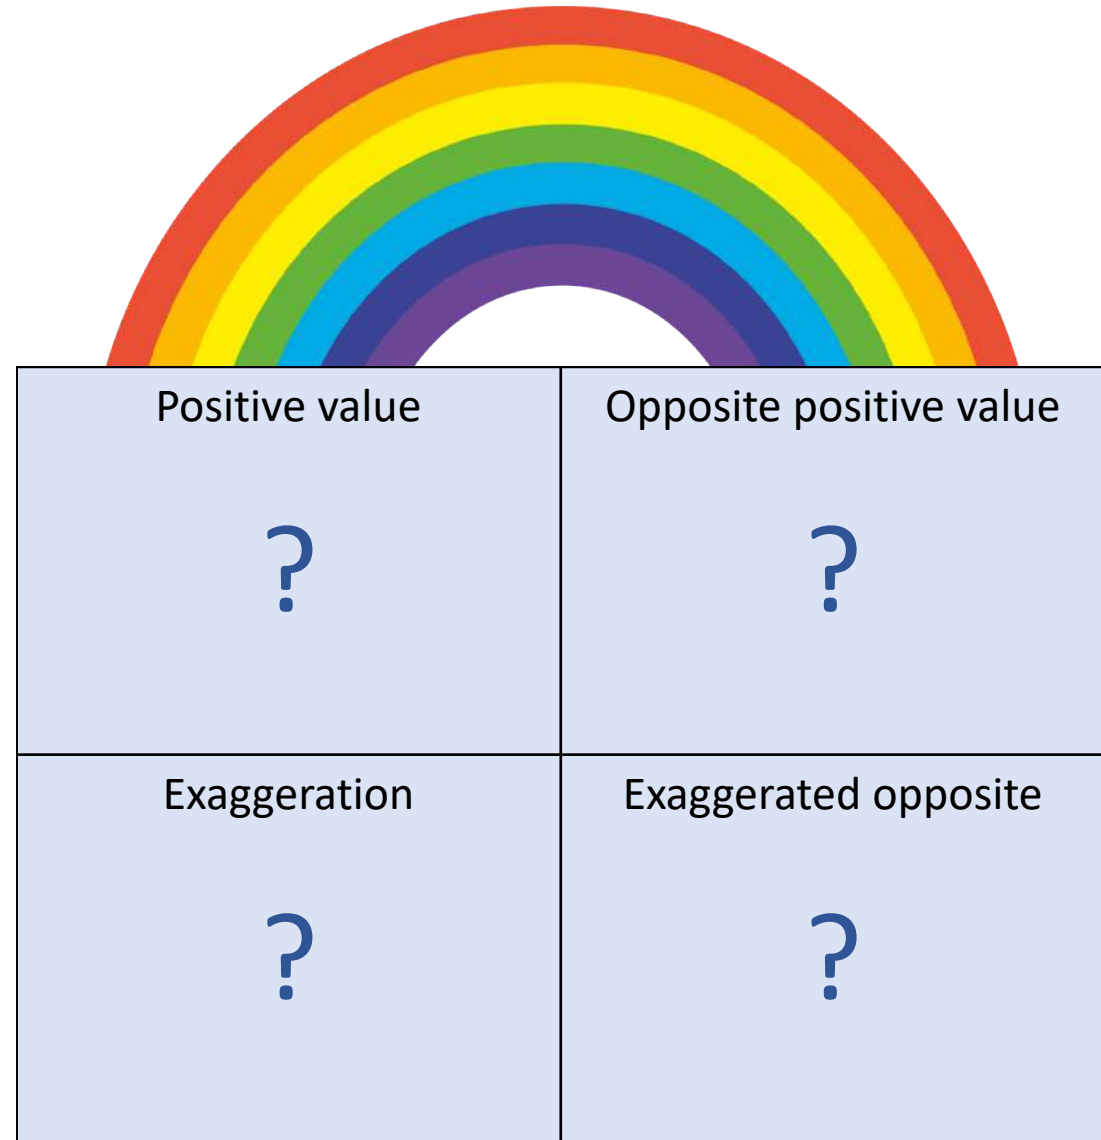 Positive value
Opposite positive value
?
?
Exaggeration
Exaggerated opposite
?
?